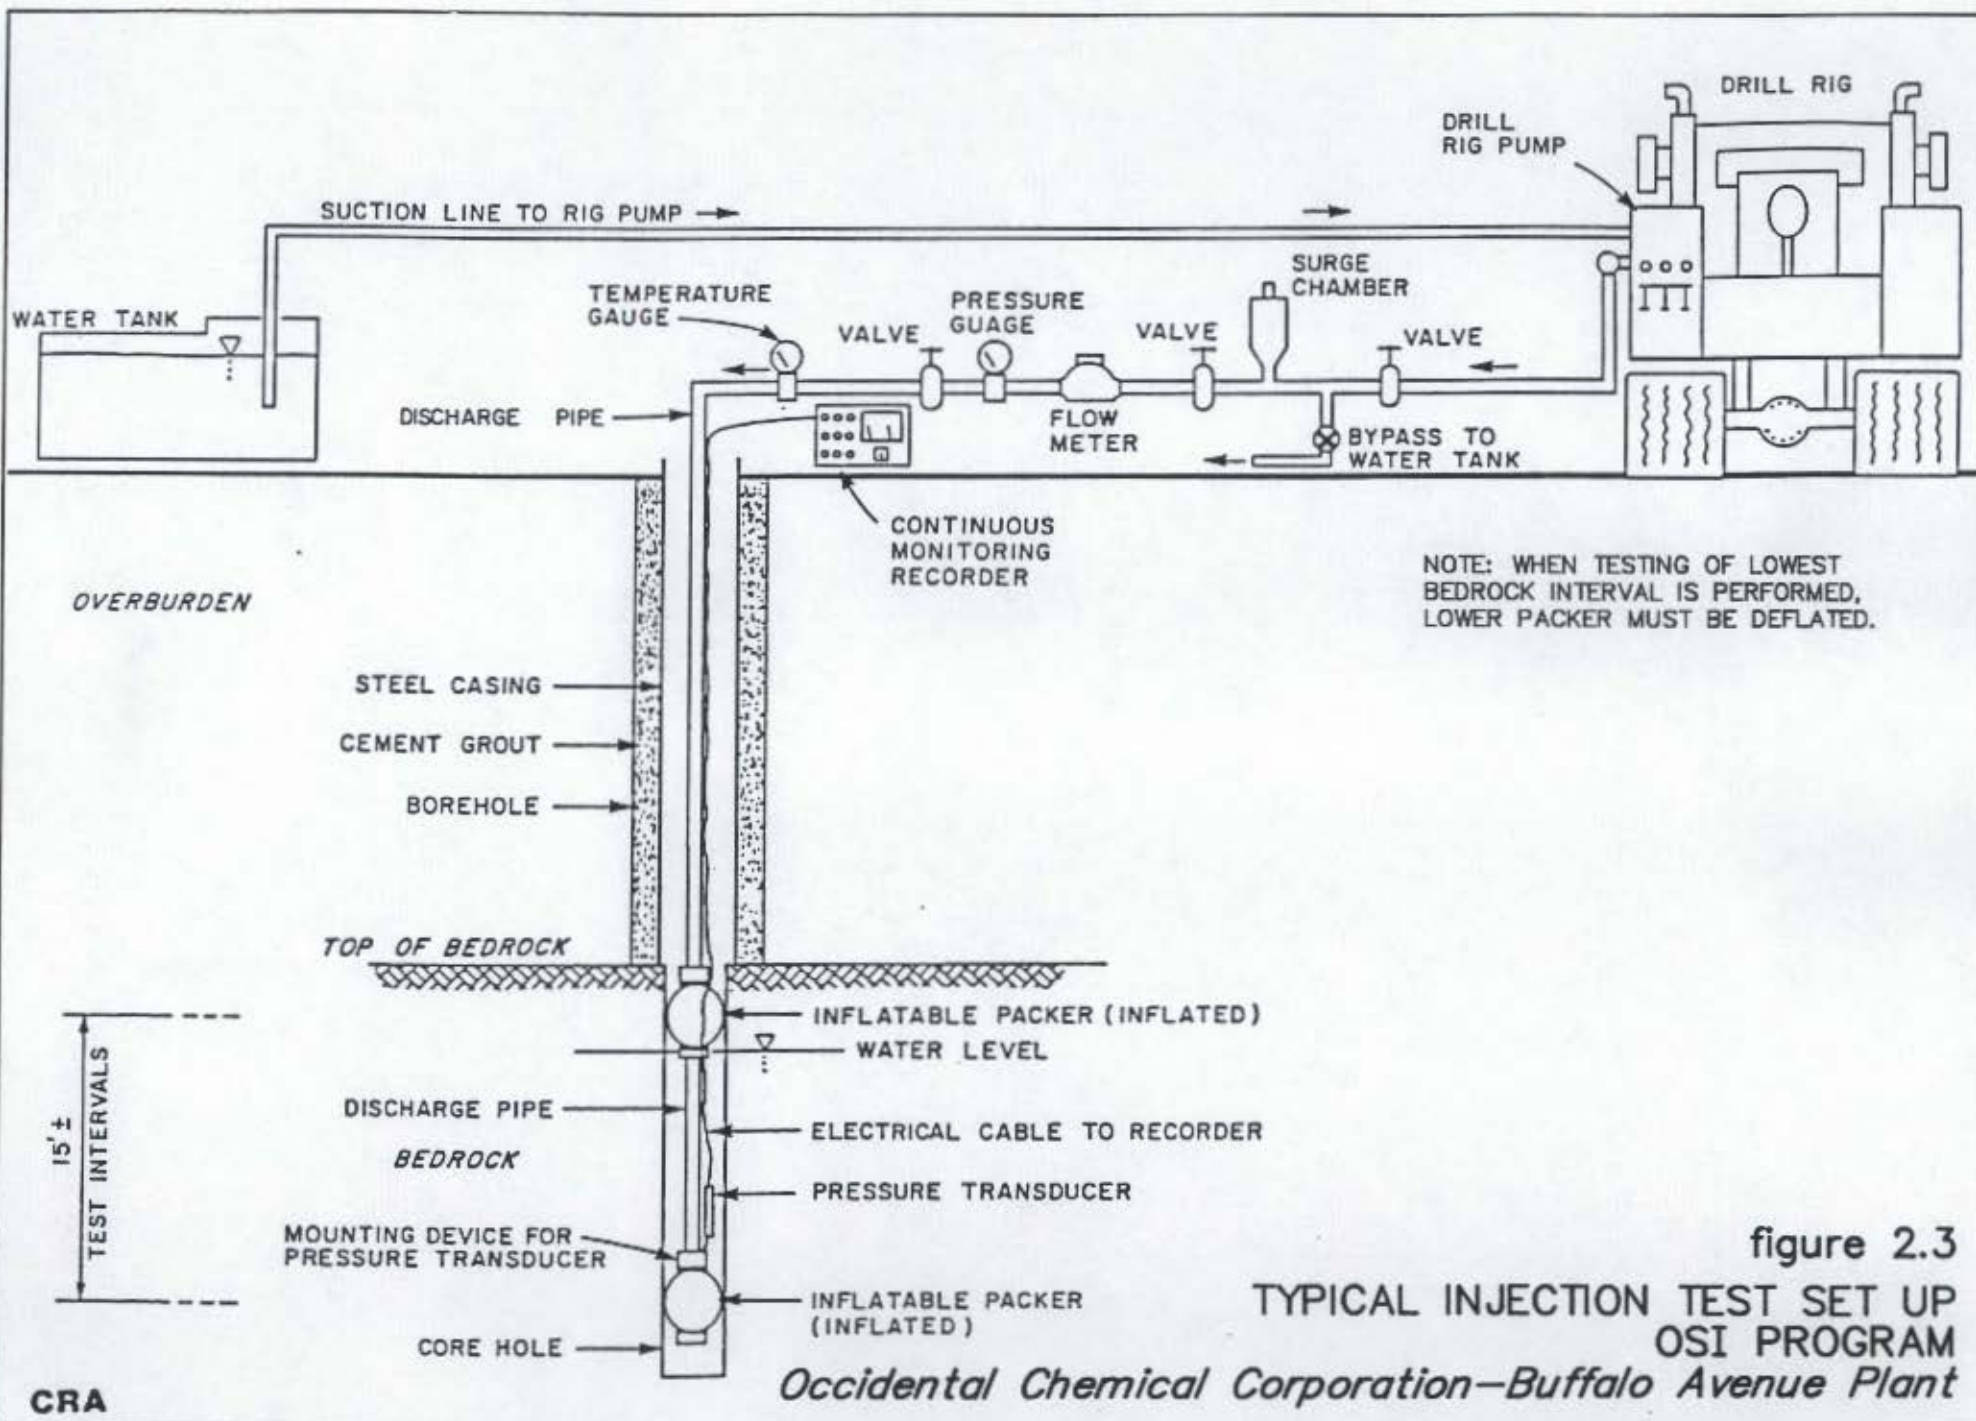 DRILL RIG
DRILL
RIG PUMP
SUCTION LINE TO RIG PUMP
SURGE
CHAMBER
TEMPERATURE
GAUGE
PRESSURE
GUAGE
WATER TANK
VALVE
VALVE
VALVE
DISCHARGE PIPE
FLOW
METER
BYPASS TO
WATER TANK
CONTINUOUS
MONITORING
RECORDER
NOTE: WHEN TESTING OF LOWEST
BEDROCK INTERVAL IS PERFORMED,
LOWER PACKER MUST BE DEFLATED.
OVERBURDEN
STEEL CASING
CEMENT GROUT
BOREHOLE
TOP OF BEDROCK
INFLATABLE PACKER (INFLATED)
WATER LEVEL
15'±
TEST INTERVALS
DISCHARGE PIPE
ELECTRICAL CABLE TO RECORDER
BEDROCK
PRESSURE TRANSDUCER
MOUNTING DEVICE FOR
PRESSURE TRANSDUCER
INFLATABLE PACKER
(INFLATED)
CORE HOLE
figure 2.3
TYPICAL INJECTION TEST SET UP
OSI PROGRAM
Occidental Chemical Corporation–Buffalo Avenue Plant
CRA